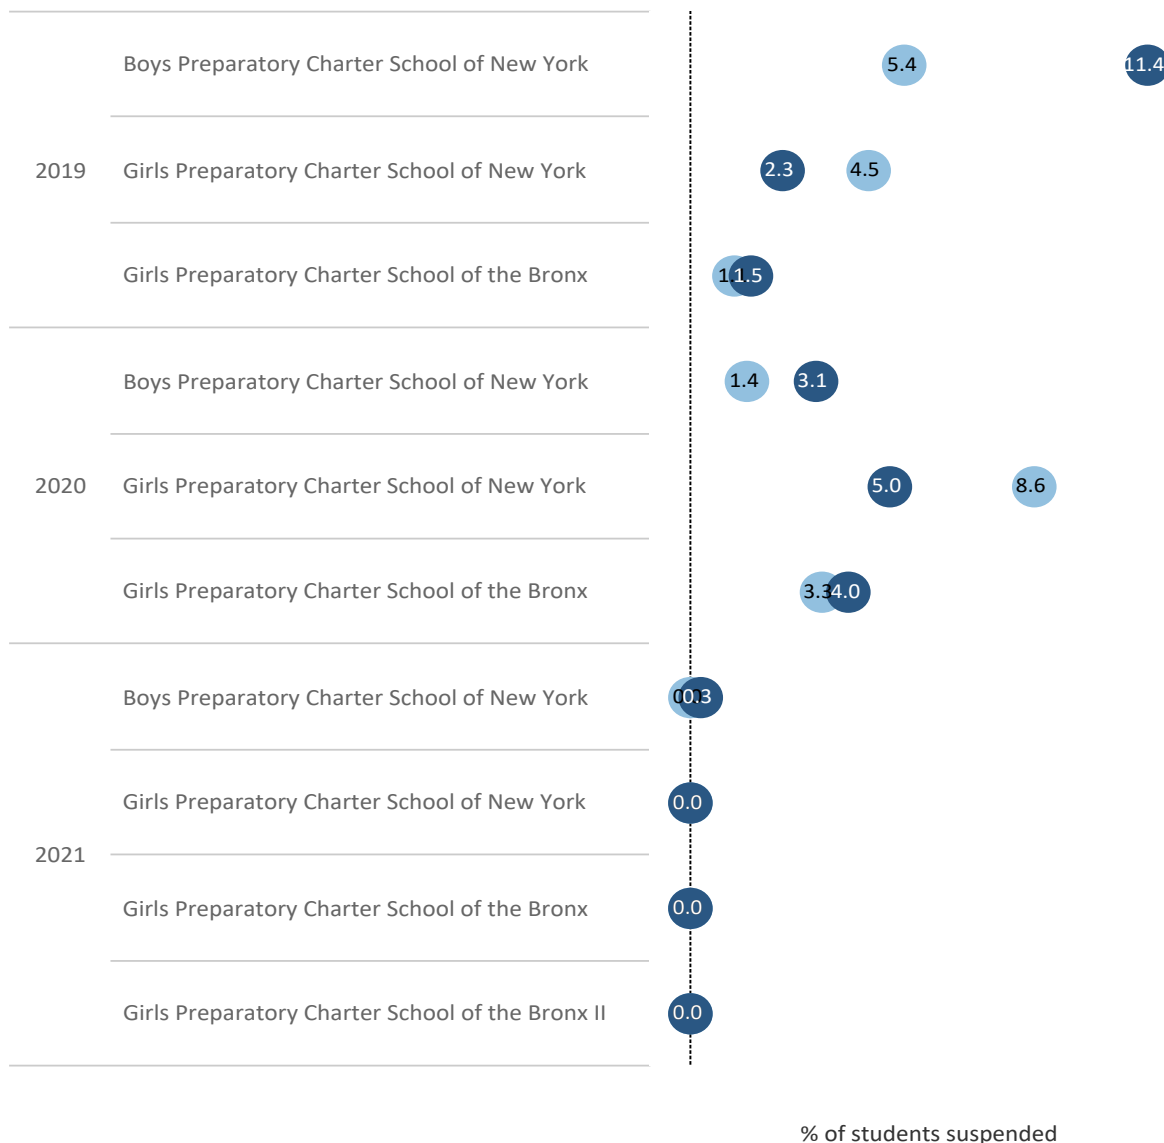 Boys Preparatory Charter School of New York 5.4 11.4
2019 Girls Preparatory Charter School of New York 2.3 4.5
Girls Preparatory Charter School of the Bronx 1.5
Boys Preparatory Charter School of New York 1.4 3.1
2020 Girls Preparatory Charter School of New York 5.0 8.6
Girls Preparatory Charter School of the Bronx 3.3 4.0
Boys Preparatory Charter School of New York 0.3
Girls Preparatory Charter School of New York 0.0
2021
Girls Preparatory Charter School of the Bronx 0.0
Girls Preparatory Charter School of the Bronx II 0.0
% of students suspended